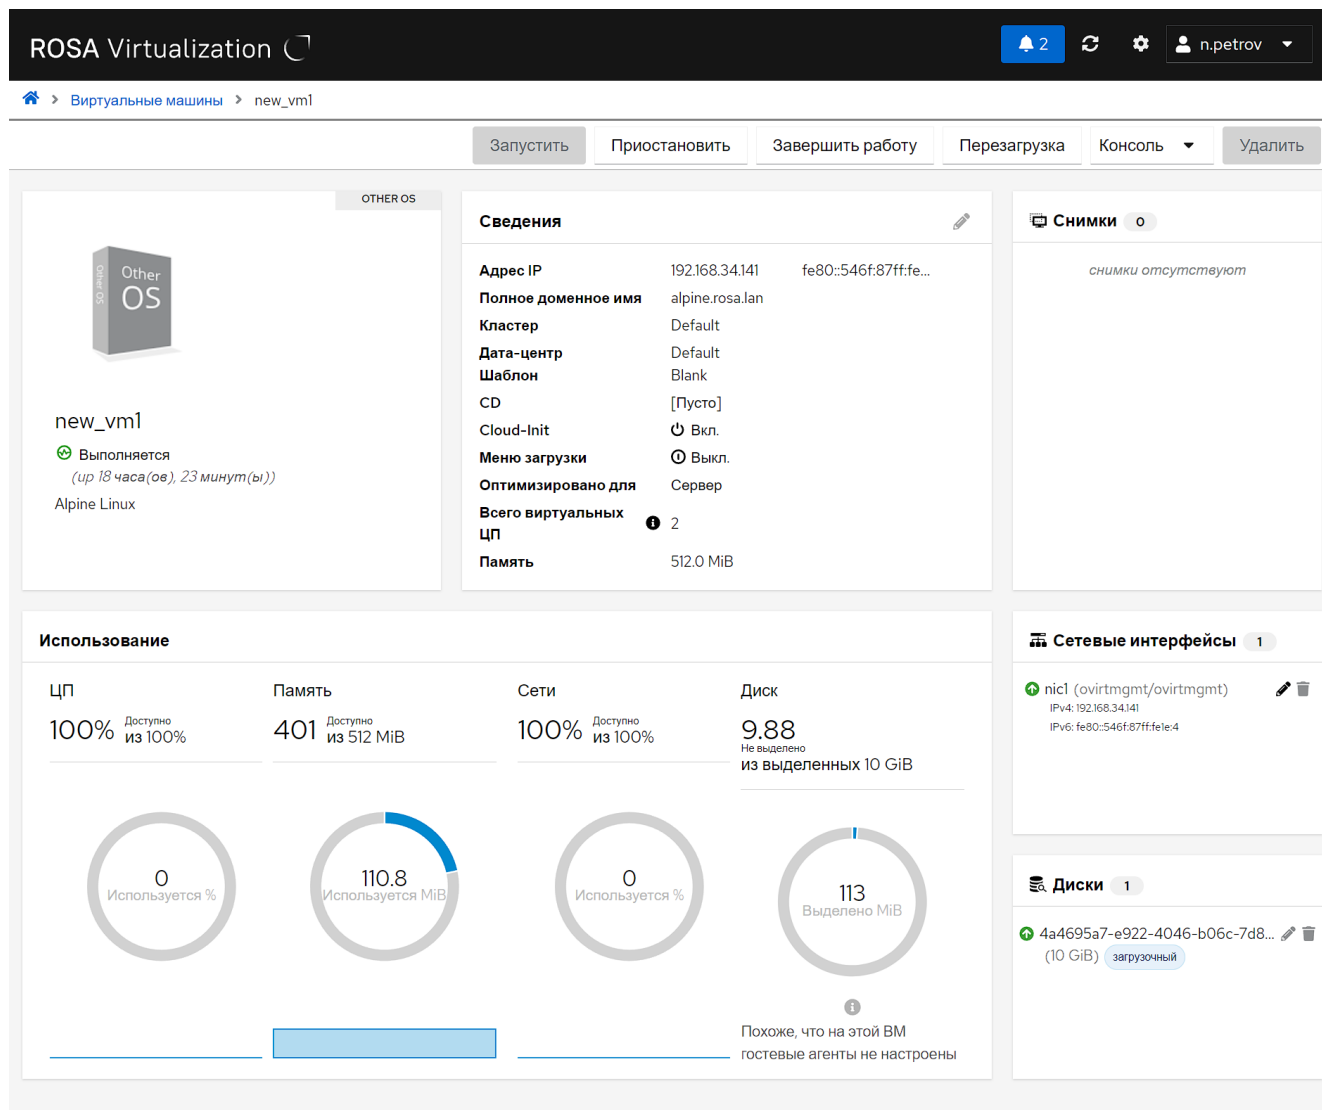 ROSA Virtualization
2
n.petrov
Виртуальные машины > new_vm1
Запустить Приостановить Завершить работу Перезагрузка Консоль Удалить
OTHER OS
Other OS
Other
OS
new_vm1
Выполняется
(up 18 часа(ов), 23 минут(ы))
Alpine Linux
Сведения
Адрес IP 192.168.34.141 fe80::546f:87ff:fe...
Полное доменное имя alpine.rosa.lan
Кластер Default
Дата-центр Default
Шаблон Blank
CD [Пусто]
Cloud-Init Вкл.
Меню загрузки Выкл.
Оптимизировано для Сервер
Всего виртуальных
ЦП 2
Память 512.0 MiB
Снимки 0
снимки отсутствуют
Использование
ЦП
100% Доступно
из 100%
0
Используется %
Память
401 Доступно
из 512 MiB
110.8
Используется MiB
Сети
100% Доступно
из 100%
0
Используется %
Диск
9.88
Не выделено
из выделенных 10 GiB
113
Выделено MiB
Похоже, что на этой ВМ
гостевые агенты не настроены
Сетевые интерфейсы 1
nic1 (ovirtmgmt/ovirtmgmt)
IPv4: 192.168.34.141
IPv6: fe80::546f:87ff:fe1e:4
Диски 1
4a4695a7-e922-4046-b06c-7d8...
(10 GiB) загрузочный